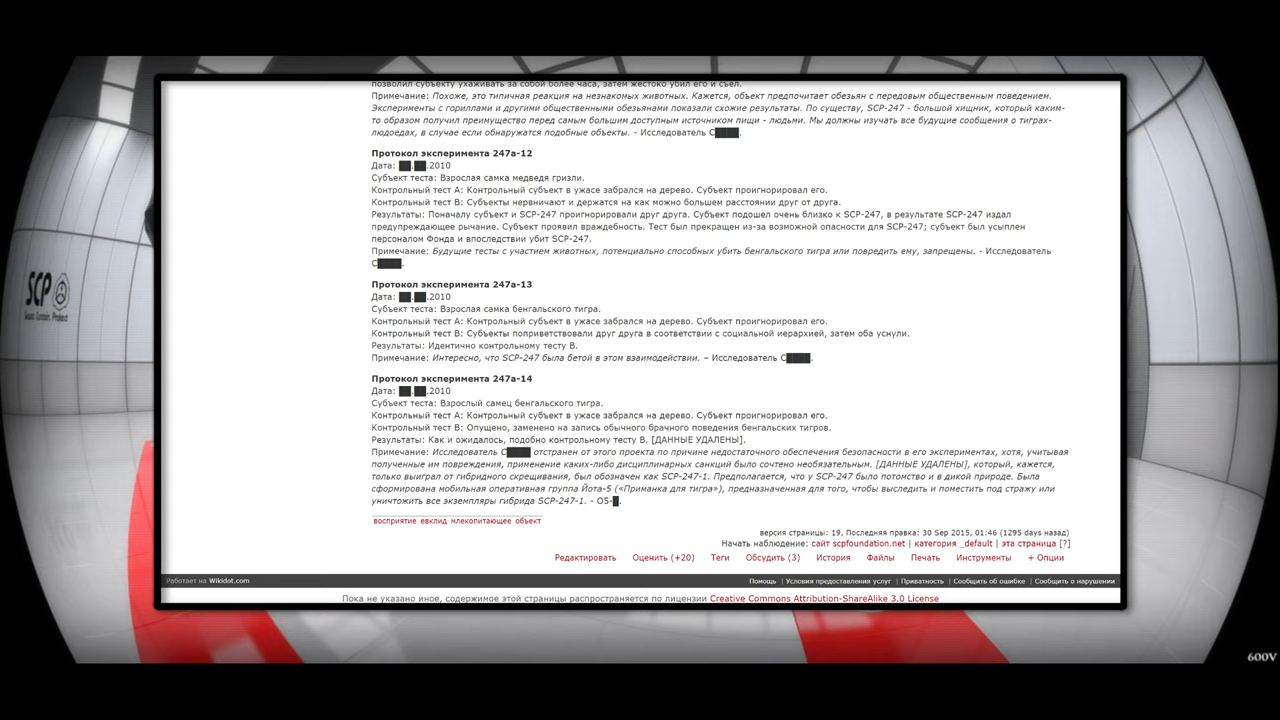 позволил субъекту ухаживать за собой более часа, затем жестоко убил его и съел.
Примечание: Похоже, это типичная реакция на незнакомых животных. Кажется, объект предпочитает обезьян с передовым общественным поведением.
Эксперименты с гориллами и другими общественными обезьянами показали схожие результаты. По существу, SCP-247 - большой хищник, который каким-
то образом получил преимущество перед самым большим доступным источником пищи - людьми. Мы должны изучать все будущие сообщения о тиграх-
людоедах, в случае если обнаружатся подобные объекты. - Исследователь С████.
Протокол эксперимента 247a-12
Дата: ██.██.2010
Субъект теста: Взрослая самка медведя гризли.
Контрольный тест A: Контрольный субъект в ужасе забрался на дерево. Субъект проигнорировал его.
Контрольный тест B: Субъекты нервничают и держатся на как можно большем расстоянии друг от друга.
Результаты: Поначалу субъект и SCP-247 проигнорировали друг друга. Субъект подошел очень близко к SCP-247, в результате SCP-247 издал
предупреждающее рычание. Субъект проявил враждебность. Тест был прекращен из-за возможной опасности для SCP-247; субъект был усыплен
персоналом Фонда и впоследствии убит SCP-247.
Примечание: Будущие тесты с участием животных, потенциально способных убить бенгальского тигра или повредить ему, запрещены. - Исследователь
С████.
Протокол эксперимента 247a-13
Дата: ██.██.2010
Субъект теста: Взрослая самка бенгальского тигра.
Контрольный тест A: Контрольный субъект в ужасе забрался на дерево. Субъект проигнорировал его.
Контрольный тест B: Субъекты поприветствовали друг друга в соответствии с социальной иерархией, затем оба уснули.
Результаты: Идентично контрольному тесту B.
Примечание: Интересно, что SCP-247 была бетой в этом взаимодействии. – Исследователь С████.
Протокол эксперимента 247a-14
Дата: ██.██.2010
Субъект теста: Взрослый самец бенгальского тигра.
Контрольный тест A: Контрольный субъект в ужасе забрался на дерево. Субъект проигнорировал его.
Контрольный тест B: Опущено, заменено на запись обычного брачного поведения бенгальских тигров.
Результаты: Как и ожидалось, подобно контрольному тесту B. [ДАННЫЕ УДАЛЕНЫ].
Примечание: Исследователь С████ отстранен от этого проекта по причине недостаточного обеспечения безопасности в его экспериментах, хотя, учитывая
полученные им повреждения, применение каких-либо дисциплинарных санкций было сочтено необязательным. [ДАННЫЕ УДАЛЕНЫ], который, кажется,
только выиграл от гибридного скрещивания, был обозначен как SCP-247-1. Предполагается, что у SCP-247 было потомство и в дикой природе. Была
сформирована мобильная оперативная группа Йота-5 («Приманка для тигра»), предназначенная для того, чтобы выследить и поместить под стражу или
уничтожить все экземпляры гибрида SCP-247-1. - O5-█.
восприятие евклид млекопитающее объект
версия страницы: 19, Последняя правка: 30 Sep 2015, 01:46 (1295 days назад)
Начать наблюдение: сайт scpfoundation.net | категория _default | эта страница [?]
Редактировать Оценить (+20) Теги Обсудить (3) История Файлы Печать Инструменты + Опции
Работает на Wikidot.com Помощь | Условия предоставления услуг | Приватность | Сообщить об ошибке | Сообщить о нарушении
Пока не указано иное, содержимое этой страницы распространяется по лицензии Creative Commons Attribution-ShareAlike 3.0 License
SCP
Secure. Contain. Protect
600V